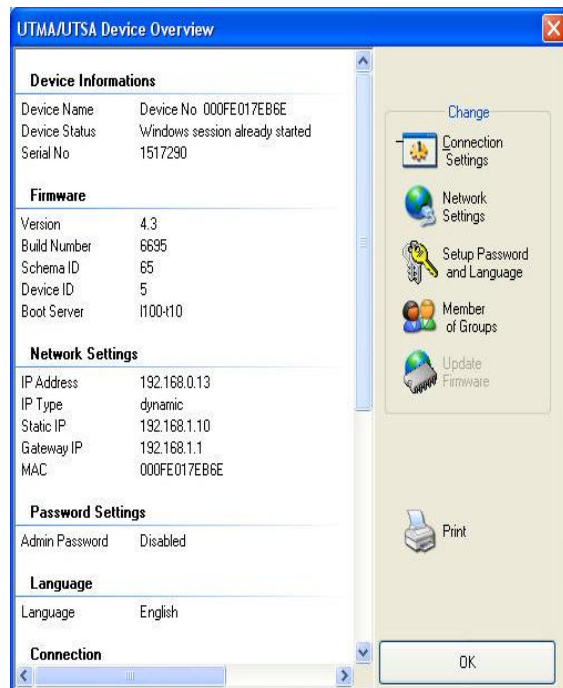 UTMA/UTSA Device Overview
Device Informations
Device Name Device No 000FE017EB6E
Device Status Windows session already started
Serial No 1517290
Firmware
Version 4.3
Build Number 6695
Schema ID 65
Device ID 5
Boot Server l100-t10
Network Settings
IP Address 192.168.0.13
IP Type dynamic
Static IP 192.168.1.10
Gateway IP 192.168.1.1
MAC 000FE017EB6E
Password Settings
Admin Password Disabled
Language
Language English
Connection
Change
Connection
Settings
Network
Settings
Setup Password
and Language
Member
of Groups
Update
Firmware
Print
OK